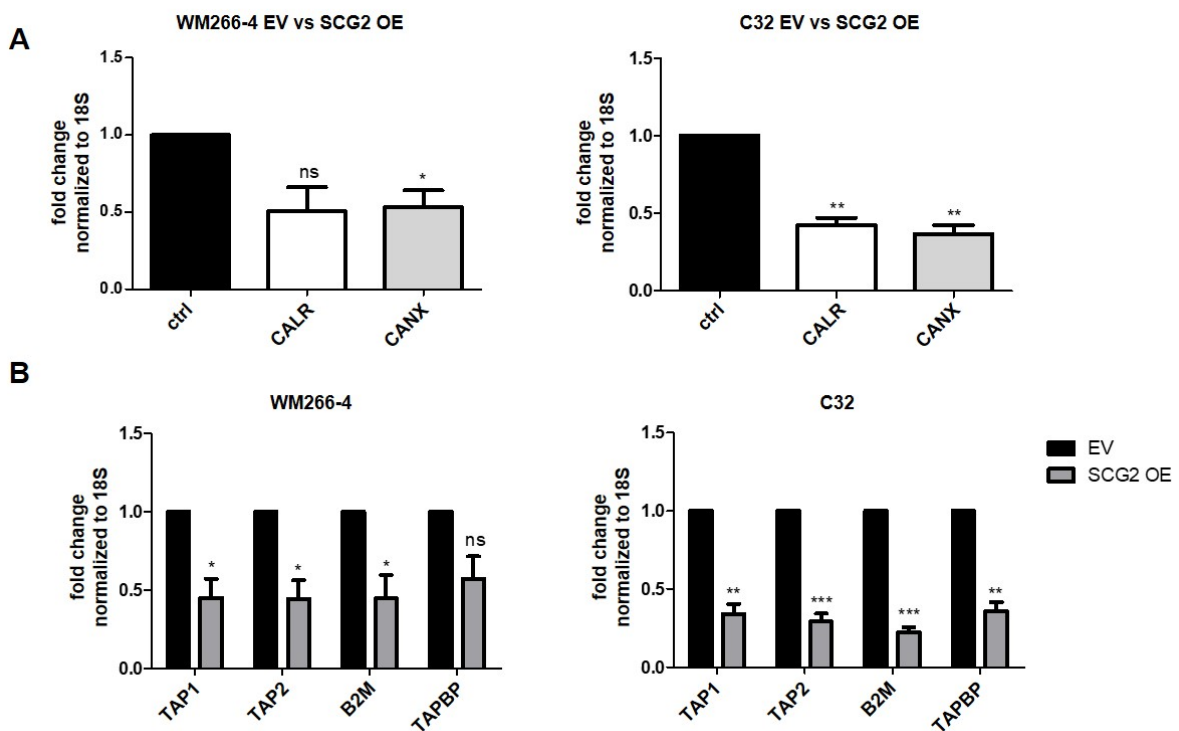 A
WM266-4 EV vs SCG2 OE
fold change
normalized to 18S
1.5
1.0
0.5
0.0
ns
*
ctrl
CALR
CANX
C32 EV vs SCG2 OE
fold change
normalized to 18S
1.5
1.0
0.5
0.0
**
**
ctrl
CALR
CANX
B
WM266-4
fold change
normalized to 18S
1.5
1.0
0.5
0.0
*
*
*
ns
TAP1
TAP2
B2M
TAPBP
C32
fold change
normalized to 18S
1.5
1.0
0.5
0.0
**
***
***
**
TAP1
TAP2
B2M
TAPBP
EV
SCG2 OE